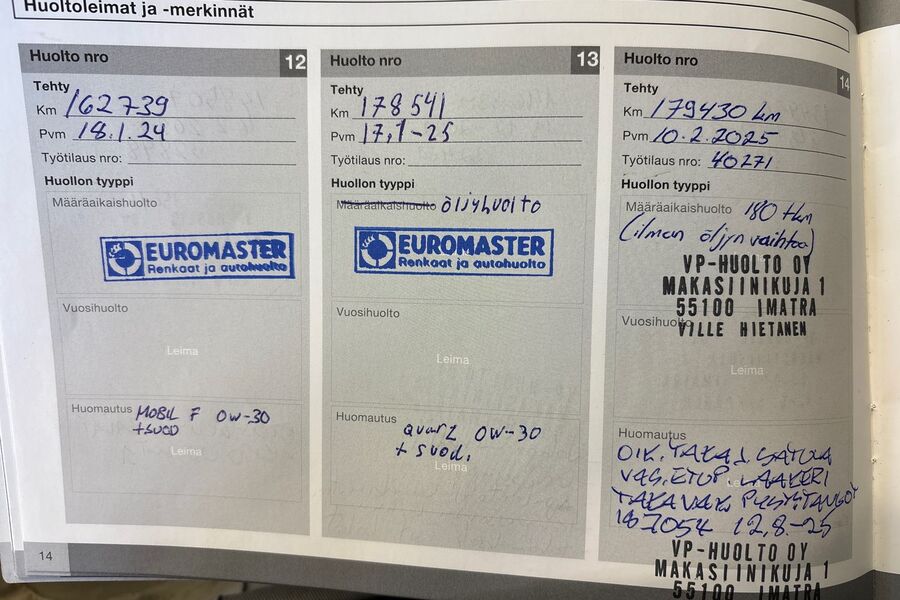 Huoltoleimat ja -merkinnät
Huolto nro 12
Tehty
Km 162739
Pvm 18.1.24
Työtilaus nro:
Huollon tyyppi
Määräaikaishuolto
EUROMASTER
Renkaat ja autohuolto
Vuosihuolto
Leima
Huomautus MOBIL F 0W-30
+SUOD
Leima
14
Huolto nro 13
Tehty
Km 178541
Pvm 17,1-25
Työtilaus nro:
Huollon tyyppi
Määräaikaishuolto öljyhuolto
EUROMASTER
Renkaat ja autohuolto
Vuosihuolto
Leima
Huomautus
quarz 0W-30
+ suod.
Leima
Huolto nro 14
Tehty
Km 179430 km
Pvm 10.2.2025
Työtilaus nro: 40271
Huollon tyyppi
Määräaikaishuolto 180 tkm
(ilman öljyn vaihtoa)
VP-HUOLTO OY
MAKASIINIKUJA 1
55100 IMATRA
VILLE HIETANEN
Vuosihuolto
Leima
Huomautus
OIK. TAKA J. SATULA
VAS. ETUP. LAAKERI
TAKAVAK.
187054 12,8.-25
VP-HUOLTO OY
MAKASIINIKUJA 1
55100 IMATRA